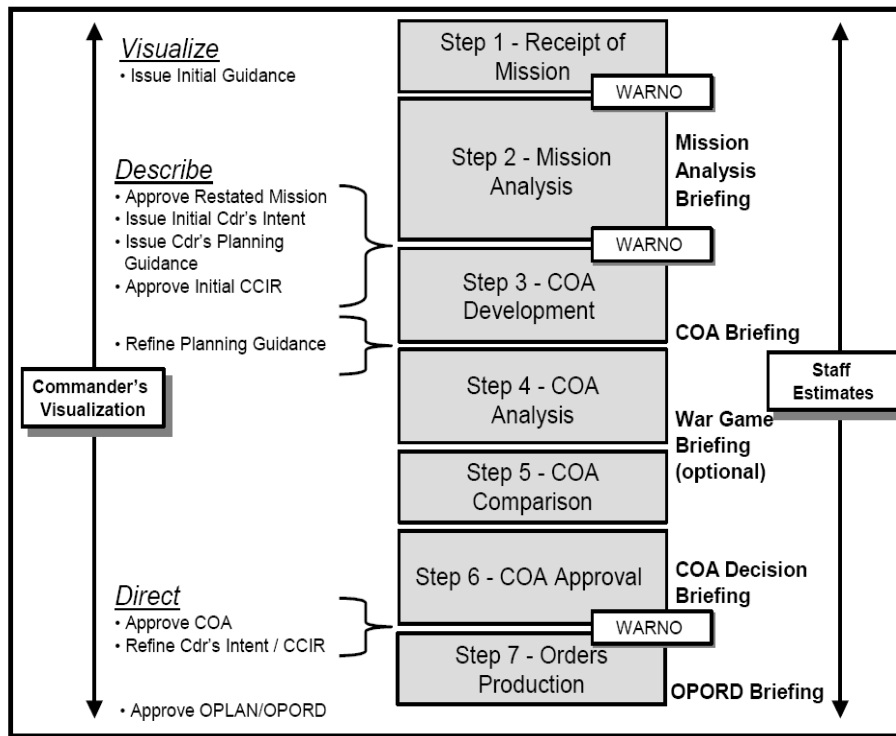 Visualize
• Issue Initial Guidance
Describe
• Approve Restated Mission
• Issue Initial Cdr's Intent
• Issue Cdr's Planning
Guidance
• Approve Initial CCIR
• Refine Planning Guidance
Commander's
Visualization
Direct
• Approve COA
• Refine Cdr's Intent / CCIR
• Approve OPLAN/OPORD
Step 1 - Receipt of
Mission
WARNO
Step 2 - Mission
Analysis
WARNO
Step 3 - COA
Development
Step 4 - COA
Analysis
Step 5 - COA
Comparison
Step 6 - COA Approval
WARNO
Step 7 - Orders
Production
Mission
Analysis
Briefing
COA Briefing
War Game
Briefing
(optional)
COA Decision
Briefing
OPORD Briefing
Staff
Estimates